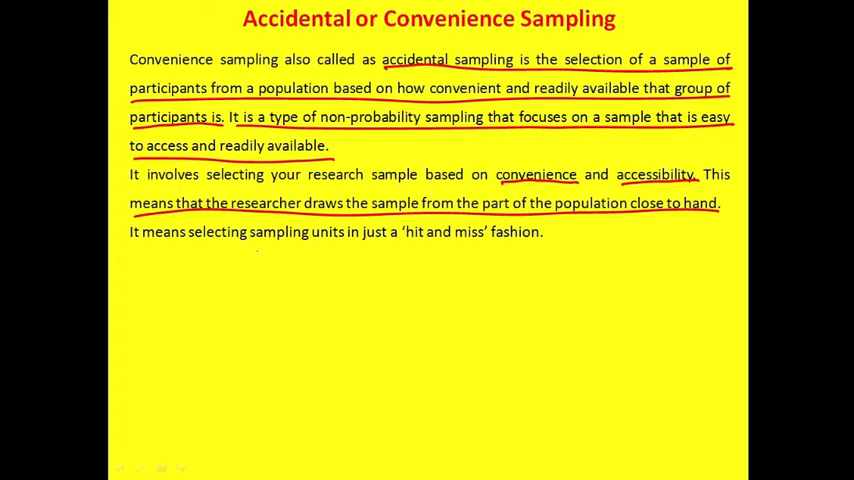 Accidental or Convenience Sampling
Convenience sampling also called as accidental sampling is the selection of a sample of
participants from a population based on how convenient and readily available that group of
participants is. It is a type of non-probability sampling that focuses on a sample that is easy
to access and readily available.
It involves selecting your research sample based on convenience and accessibility. This
means that the researcher draws the sample from the part of the population close to hand.
It means selecting sampling units in just a ‘hit and miss’ fashion.